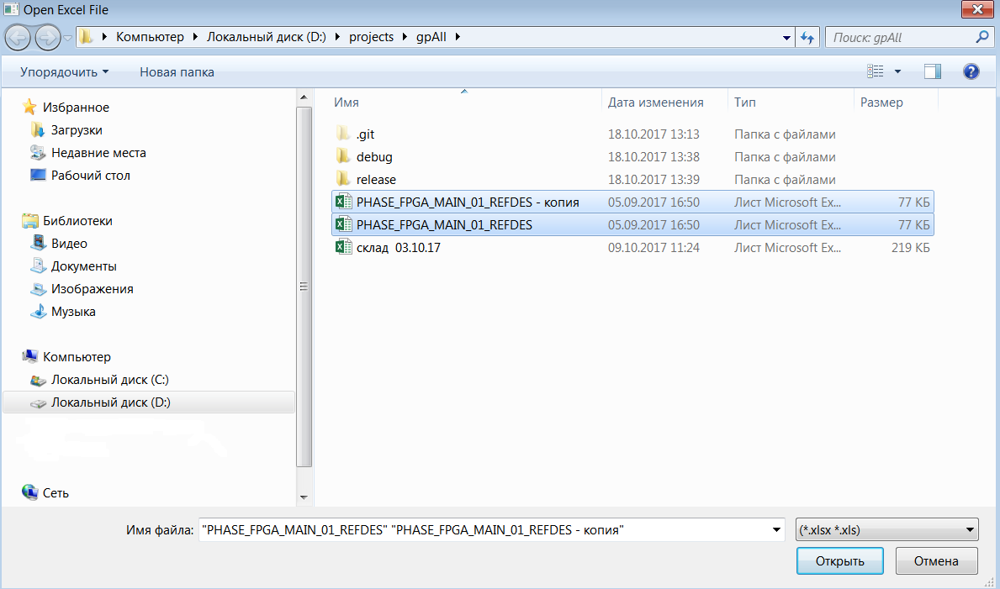 Open Excel File
Компьютер Локальный диск (D:) projects gpAll
Поиск: gpAll
Упорядочить Новая папка
Имя Дата изменения Тип Размер
Избранное
Загрузки
Недавние места
Рабочий стол
Библиотеки
Видео
Документы
Изображения
Музыка
Компьютер
Локальный диск (C:)
Локальный диск (D:)
Сеть
.git 18.10.2017 13:13 Папка с файлами
debug 18.10.2017 13:38 Папка с файлами
release 18.10.2017 13:39 Папка с файлами
PHASE_FPGA_MAIN_01_REFDES - копия 05.09.2017 16:50 Лист Microsoft Ex... 77 КБ
PHASE_FPGA_MAIN_01_REFDES 05.09.2017 16:50 Лист Microsoft Ex... 77 КБ
склад 03.10.17 09.10.2017 11:24 Лист Microsoft Ex... 219 КБ
Имя файла: "PHASE_FPGA_MAIN_01_REFDES" "PHASE_FPGA_MAIN_01_REFDES - копия" (*.xlsx *.xls)
Открыть Отмена